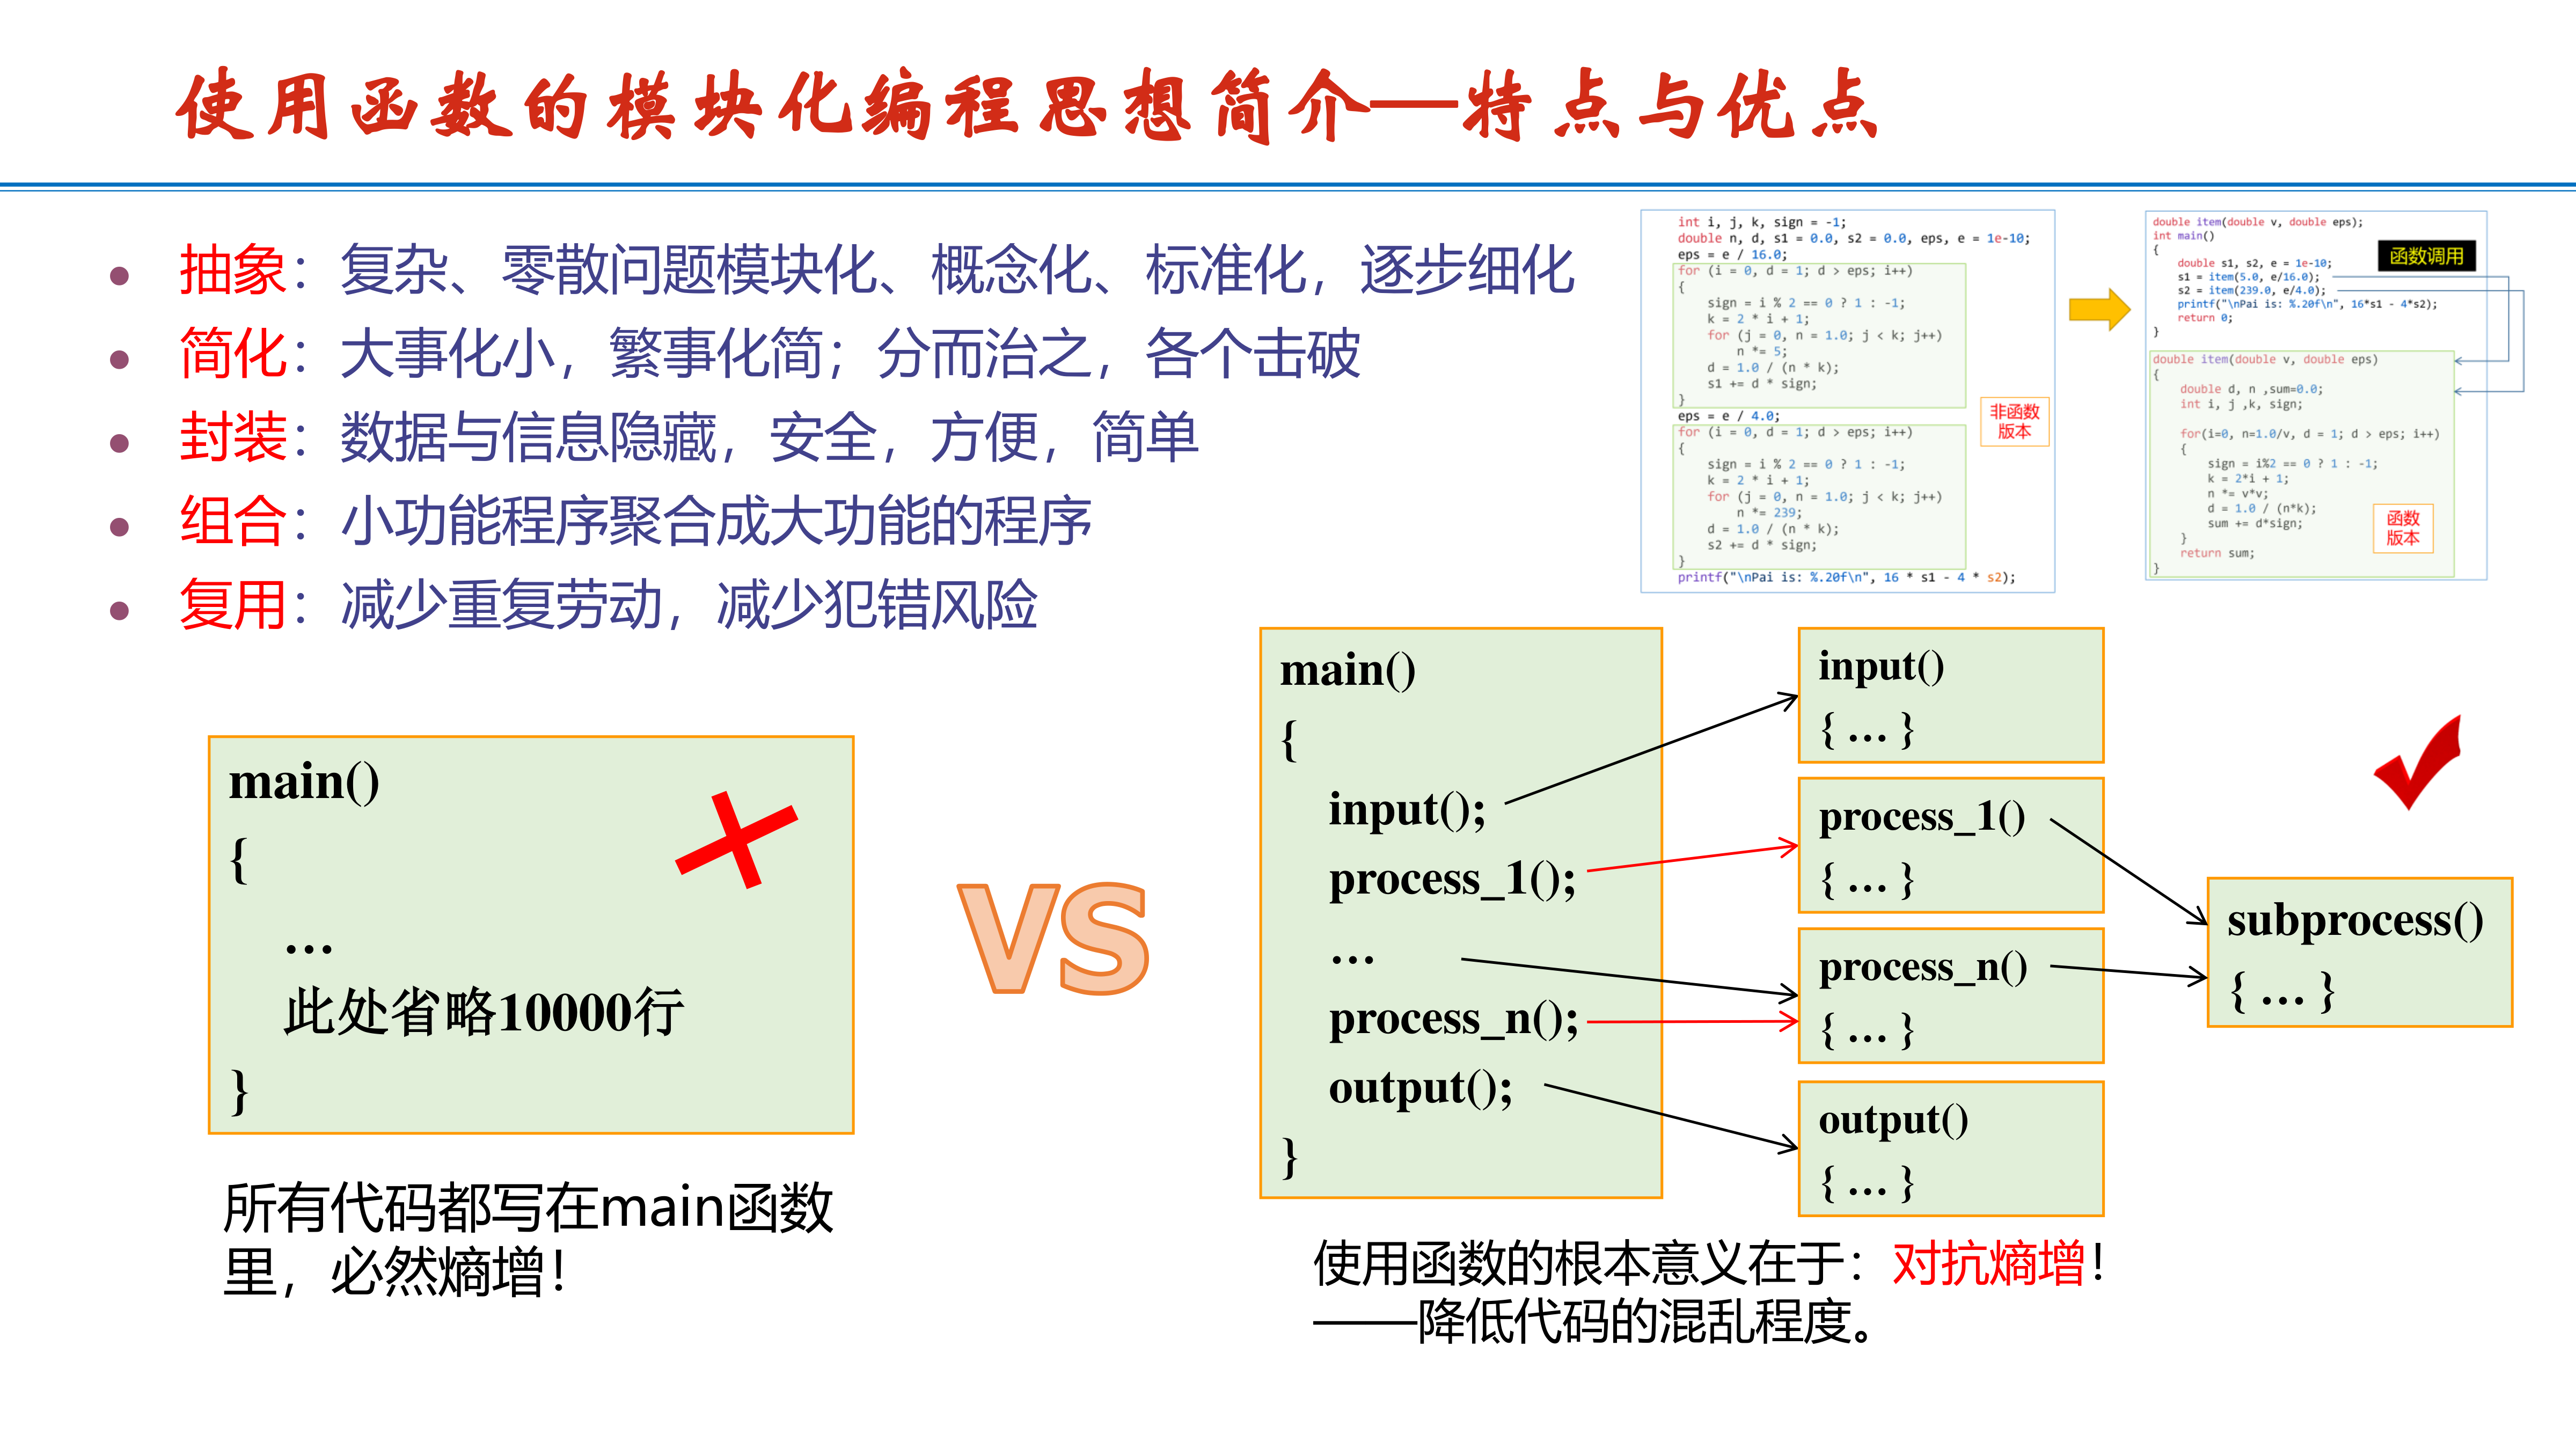 使用函数的模块化编程思想简介——特点与优点
抽象：复杂、零散问题模块化、概念化、标准化，逐步细化
简化：大事化小，繁事化简；分而治之，各个击破
封装：数据与信息隐藏，安全，方便，简单
组合：小功能程序聚合成大功能的程序
复用：减少重复劳动，减少犯错风险
int i, j, k, sign = -1;
double n, d, s1 = 0.0, s2 = 0.0, eps, e = 1e-10;
eps = e / 16.0;
for (i = 0, d = 1; d > eps; i++)
{
sign = i % 2 == 0 ? 1 : -1;
k = 2 * i + 1;
for (j = 0, n = 1.0; j < k; j++)
n *= 5;
d = 1.0 / (n * k);
s1 += d * sign;
}
eps = e / 4.0;
for (i = 0, d = 1; d > eps; i++)
{
sign = i % 2 == 0 ? 1 : -1;
k = 2 * i + 1;
for (j = 0, n = 1.0; j < k; j++)
n *= 239;
d = 1.0 / (n * k);
s2 += d * sign;
}
printf("\nPai is: %.20f\n", 16 * s1 - 4 * s2);
非函数
版本
double item(double v, double eps);
int main()
{
double s1, s2, e = 1e-10;
s1 = item(5.0, e/16.0);
s2 = item(239.0, e/4.0);
printf("\nPai is: %.20f\n", 16*s1 - 4*s2);
return 0;
}
函数调用
double item(double v, double eps)
{
double d, n ,sum=0.0;
int i, j ,k, sign;
for(i=0, n=1.0/v, d = 1; d > eps; i++)
{
sign = i%2 == 0 ? 1 : -1;
k = 2*i + 1;
n *= v*v;
d = 1.0 / (n*k);
sum += d*sign;
}
return sum;
}
函数
版本
main()
{
…
此处省略10000行
}
所有代码都写在main函数
里，必然熵增！
VS
main()
{
input();
process_1();
…
process_n();
output();
}
input()
{ … }
process_1()
{ … }
process_n()
{ … }
output()
{ … }
subprocess()
{ … }
使用函数的根本意义在于：对抗熵增！
——降低代码的混乱程度。